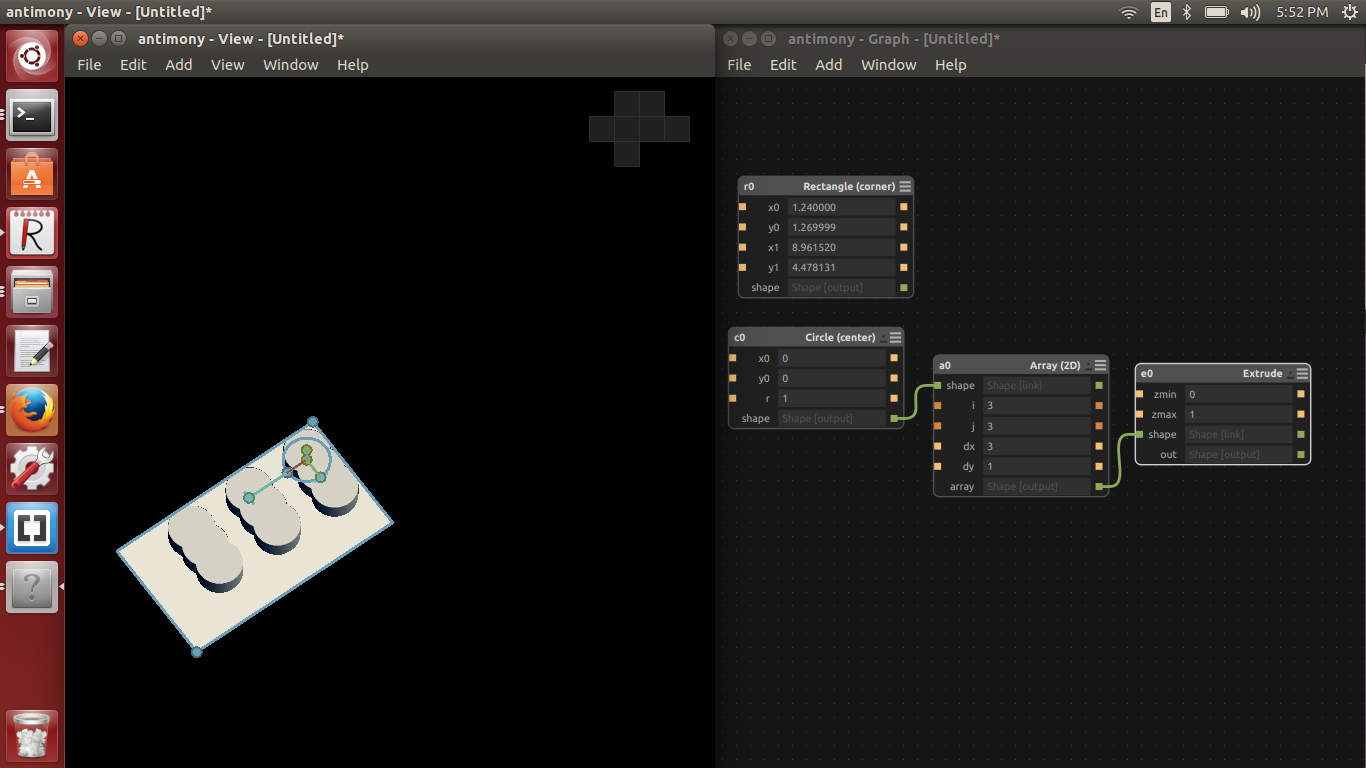 antimony - View - [Untitled]*
En
5:52 PM
antimony - View - [Untitled]*
File Edit Add View Window Help
antimony - Graph - [Untitled]*
File Edit Add Window Help
r0 Rectangle (corner)
x0 1.240000
y0 1.269999
x1 8.961520
y1 4.478131
shape Shape [output]
c0 Circle (center)
x0 0
y0 0
r 1
shape Shape [output]
a0 Array (2D)
shape Shape [link]
i 3
j 3
dx 3
dy 1
array Shape [output]
e0 Extrude
zmin 0
zmax 1
shape Shape [link]
out Shape [output]